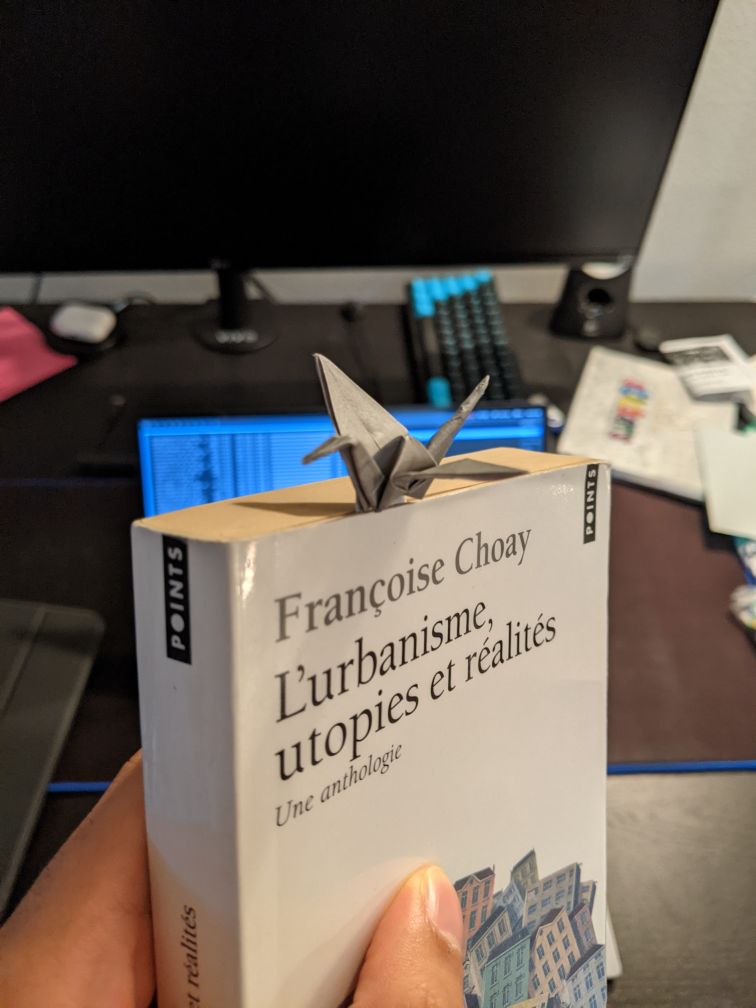 POINTS
POINTS
Françoise Choay
L'urbanisme,
utopies et réalités
Une anthologie
et réalités